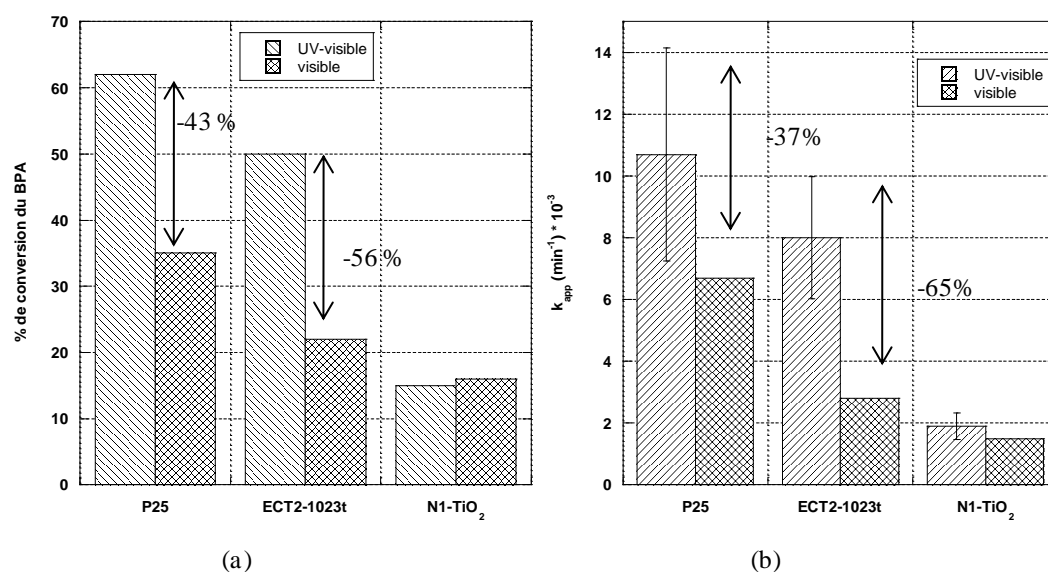 70
60
50
40
30
20
10
0
% de conversion du BPA
UV-visible
visible
-43 %
-56 %
P25
ECT2-1023t
N1-TiO₂
(a)
14
12
10
8
6
4
2
0
k_app (min⁻¹) * 10⁻³
UV-visible
visible
-37%
-65%
P25
ECT2-1023t
N1-TiO₂
(b)